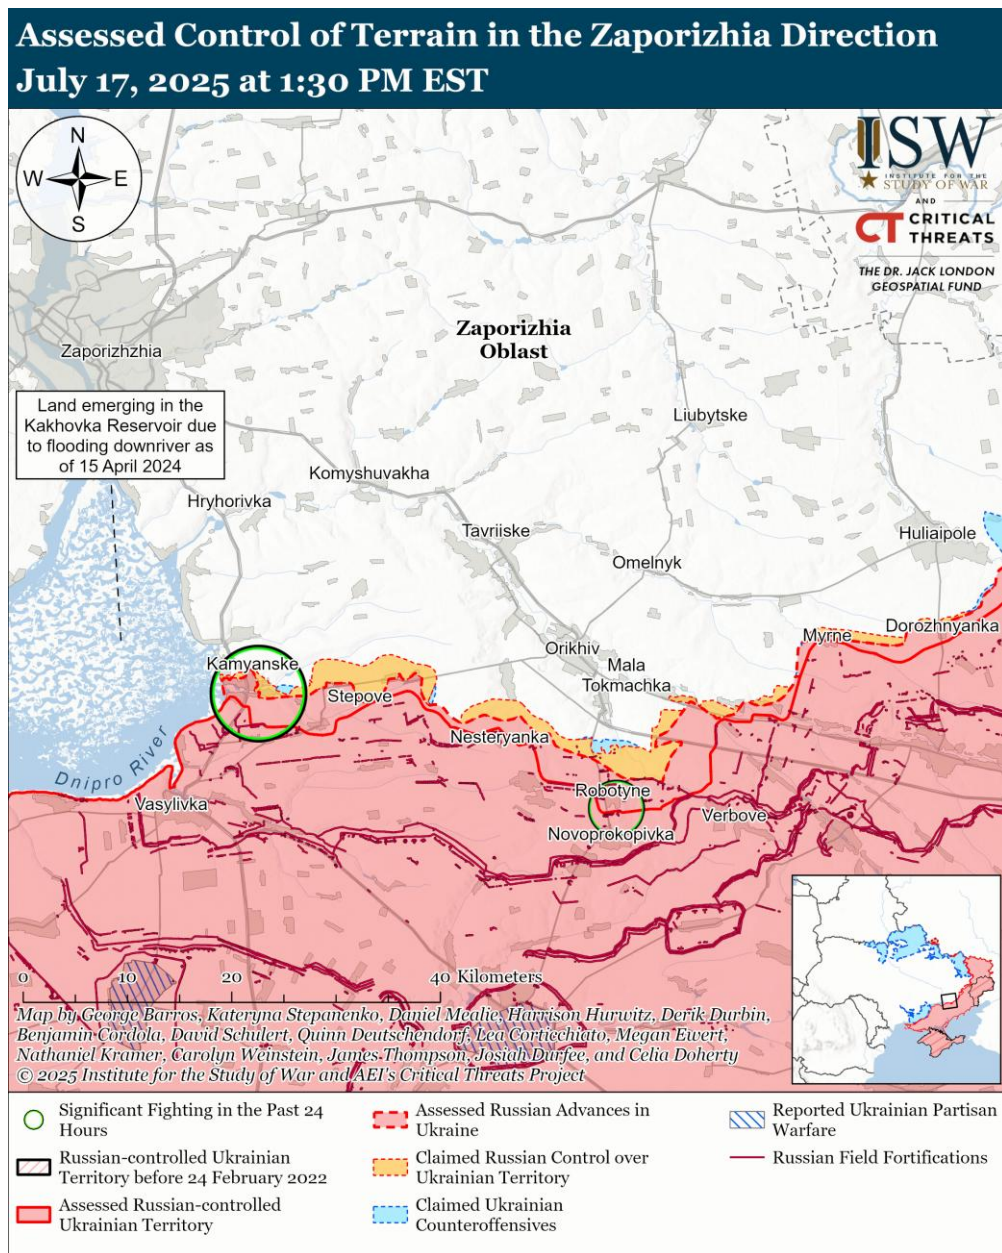 Assessed Control of Terrain in the Zaporizhia Direction
July 17, 2025 at 1:30 PM EST
N
W E
S
ISW
INSTITUTE FOR THE
STUDY OF WAR
AND
CT CRITICAL
THREATS
THE DR. JACK LONDON
GEOSPATIAL FUND
Zaporizhia
Oblast
Zaporizhzhia
Land emerging in the
Kakhovka Reservoir due
to flooding downriver as
of 15 April 2024
Liubytske
Komyshuvakha
Hryhorivka
Tavriiske
Huliaipole
Omelnyk
Dorozhnyanka
Myrne
Orikhiv
Kamyanske
Mala
Tokmachka
Stepove
Nesteryanka
Dnipro River
Robotyne
Vasylivka
Verbove
Novoprokopivka
0 10 20 40 Kilometers
Map by George Barros, Kateryna Stepanenko, Daniel Mealie, Harrison Hurwitz, Derik Durbin,
Benjamin Cordola, David Schulert, Quinn Deutschendorf, Leo Corticchiato, Megan Ewert,
Nathaniel Kramer, Carolyn Weinstein, James Thompson, Josiah Durfee, and Celia Doherty
© 2025 Institute for the Study of War and AEI's Critical Threats Project
Significant Fighting in the Past 24
Hours
Russian-controlled Ukrainian
Territory before 24 February 2022
Assessed Russian-controlled
Ukrainian Territory
Assessed Russian Advances in
Ukraine
Claimed Russian Control over
Ukrainian Territory
Claimed Ukrainian
Counteroffensives
Reported Ukrainian Partisan
Warfare
Russian Field Fortifications